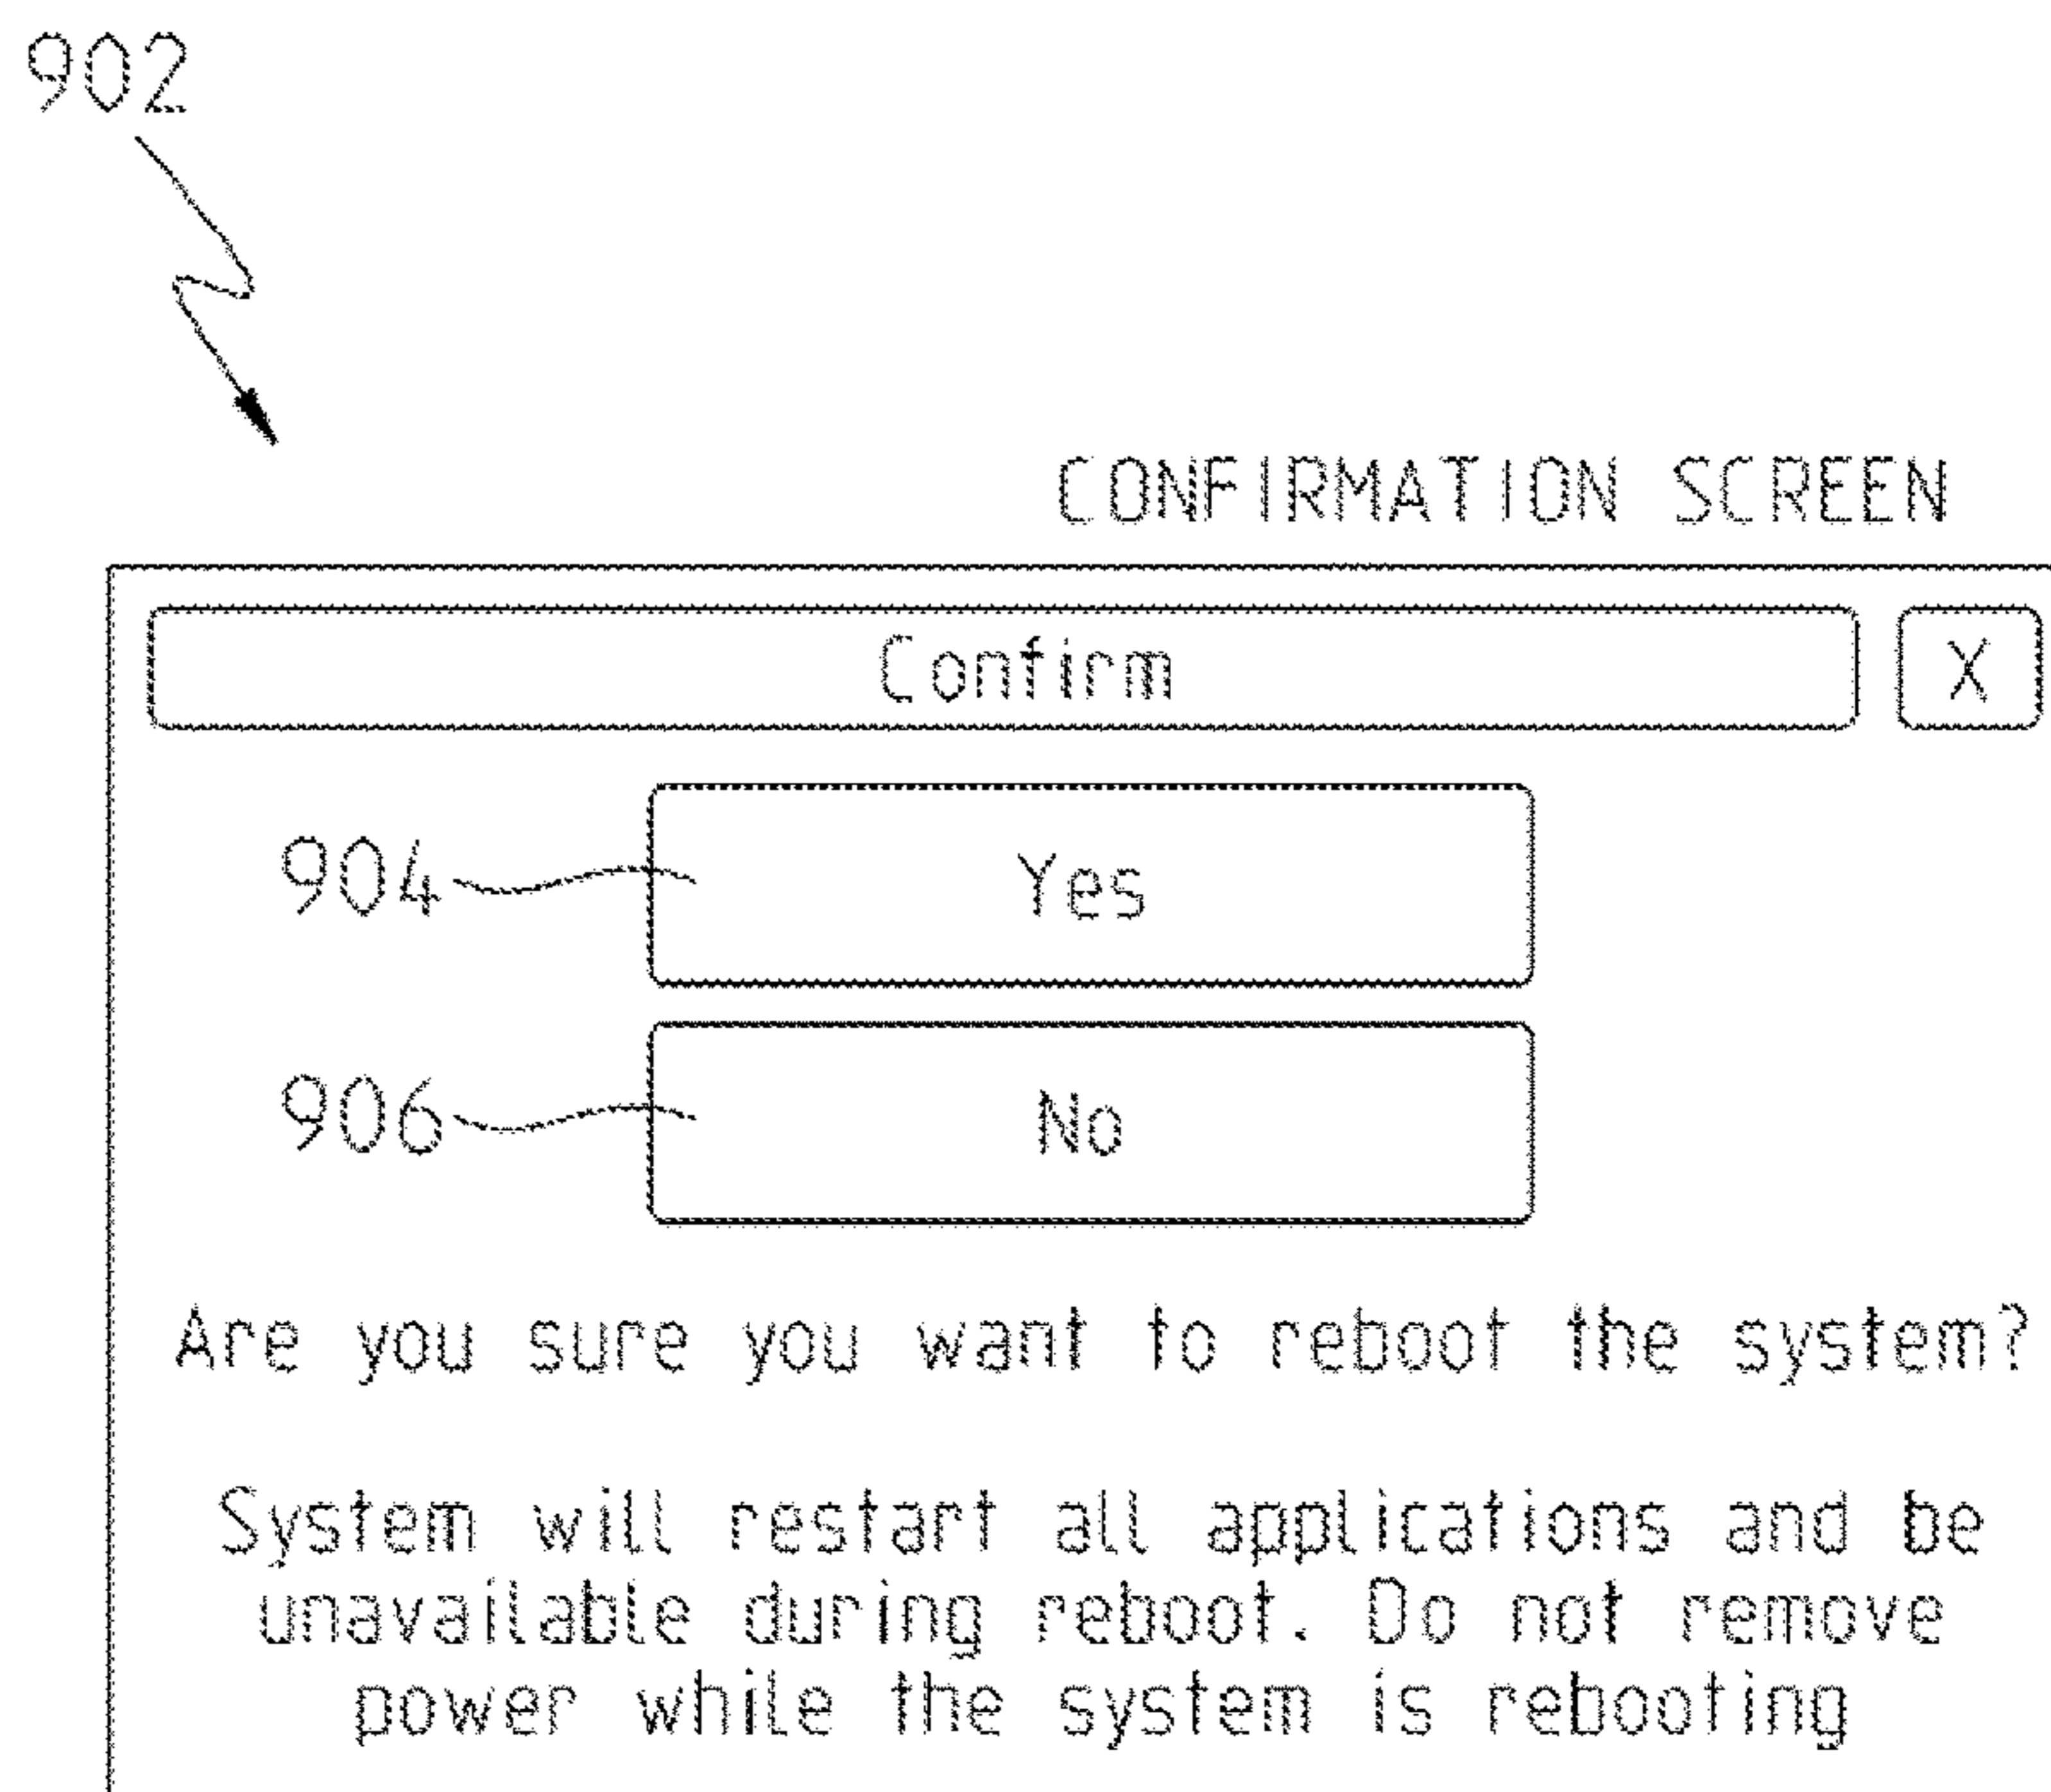 902
CONFIRMATION SCREEN
Confirm X
904 Yes
906 No
Are you sure you want to reboot the system?
System will restart all applications and be
unavailable during reboot. Do not remove
power while the system is rebooting